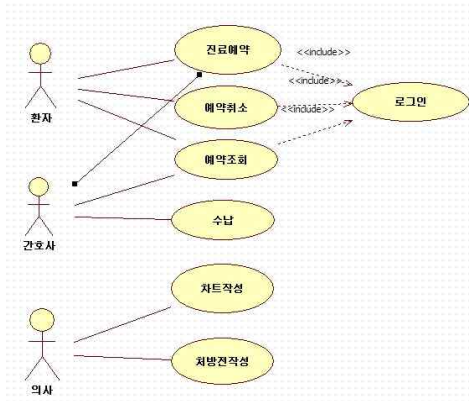 진료예약
<<include>>
환자
예약취소
<<include>>
<<include>>
로그인
예약조회
간호사
수납
차트작성
의사
처방전작성